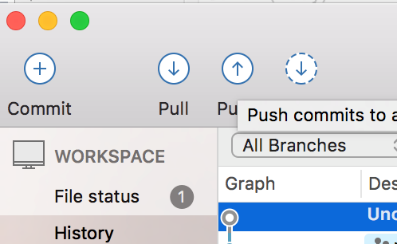 Commit Pull Pu
Push commits to a
All Branches
WORKSPACE
File status 1
History
Graph Des
Unc